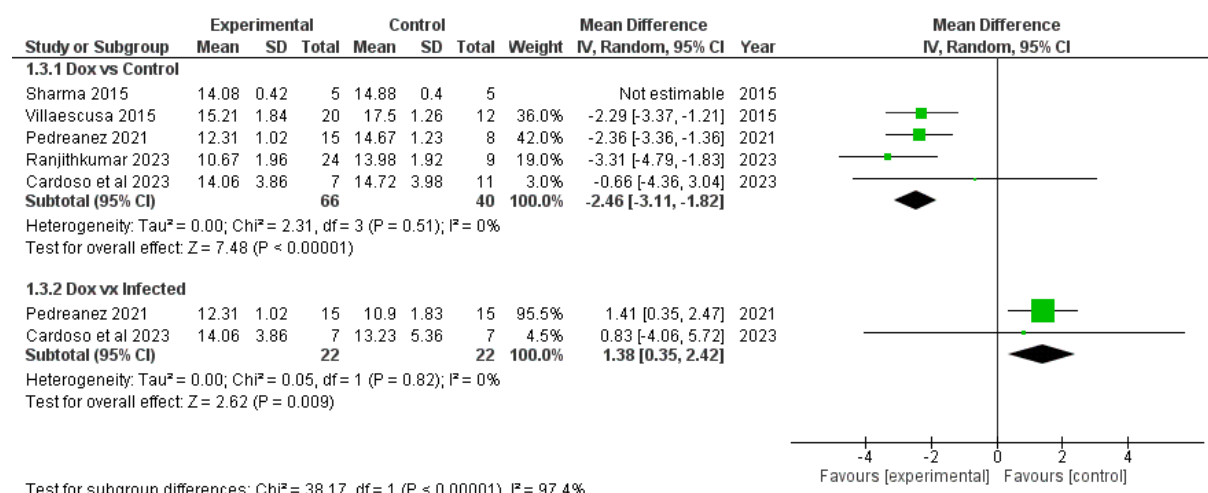 Experimental Control Mean Difference Mean Difference
Study or Subgroup Mean SD Total Mean SD Total Weight IV, Random, 95% CI Year IV, Random, 95% CI
1.3.1 Dox vs Control
Sharma 2015 14.08 0.42 5 14.88 0.4 5 Not estimable 2015
Villaescusa 2015 15.21 1.84 20 17.5 1.26 12 36.0% -2.29 [-3.37, -1.21] 2015
Pedreanez 2021 12.31 1.02 15 14.67 1.23 8 42.0% -2.36 [-3.36, -1.36] 2021
Ranjithkumar 2023 10.67 1.96 24 13.98 1.92 9 19.0% -3.31 [-4.79, -1.83] 2023
Cardoso et al 2023 14.06 3.86 7 14.72 3.98 11 3.0% -0.66 [-4.36, 3.04] 2023
Subtotal (95% CI) 66 40 100.0% -2.46 [-3.11, -1.82]
Heterogeneity: Tau² = 0.00; Chi² = 2.31, df = 3 (P = 0.51); I² = 0%
Test for overall effect: Z = 7.48 (P < 0.00001)
1.3.2 Dox vx Infected
Pedreanez 2021 12.31 1.02 15 10.9 1.83 15 95.5% 1.41 [0.35, 2.47] 2021
Cardoso et al 2023 14.06 3.86 7 13.23 5.36 7 4.5% 0.83 [-4.06, 5.72] 2023
Subtotal (95% CI) 22 22 100.0% 1.38 [0.35, 2.42]
Heterogeneity: Tau² = 0.00; Chi² = 0.05, df = 1 (P = 0.82); I² = 0%
Test for overall effect: Z = 2.62 (P = 0.009)
-4 -2 0 2 4
Favours [experimental] Favours [control]
Test for subgroup differences: Chi² = 38.17, df = 1 (P < 0.00001), I² = 97.4%